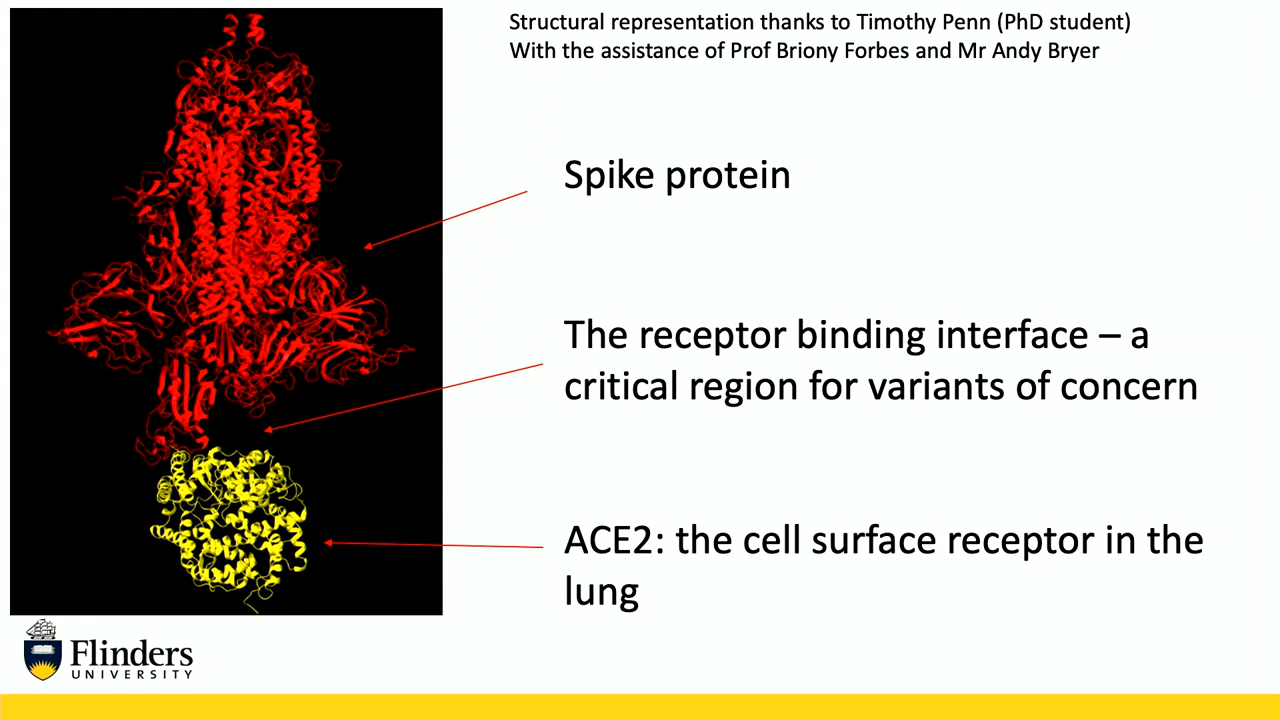 Structural representation thanks to Timothy Penn (PhD student)
With the assistance of Prof Briony Forbes and Mr Andy Bryer
Spike protein
The receptor binding interface – a
critical region for variants of concern
ACE2: the cell surface receptor in the
lung
Flinders
UNIVERSITY